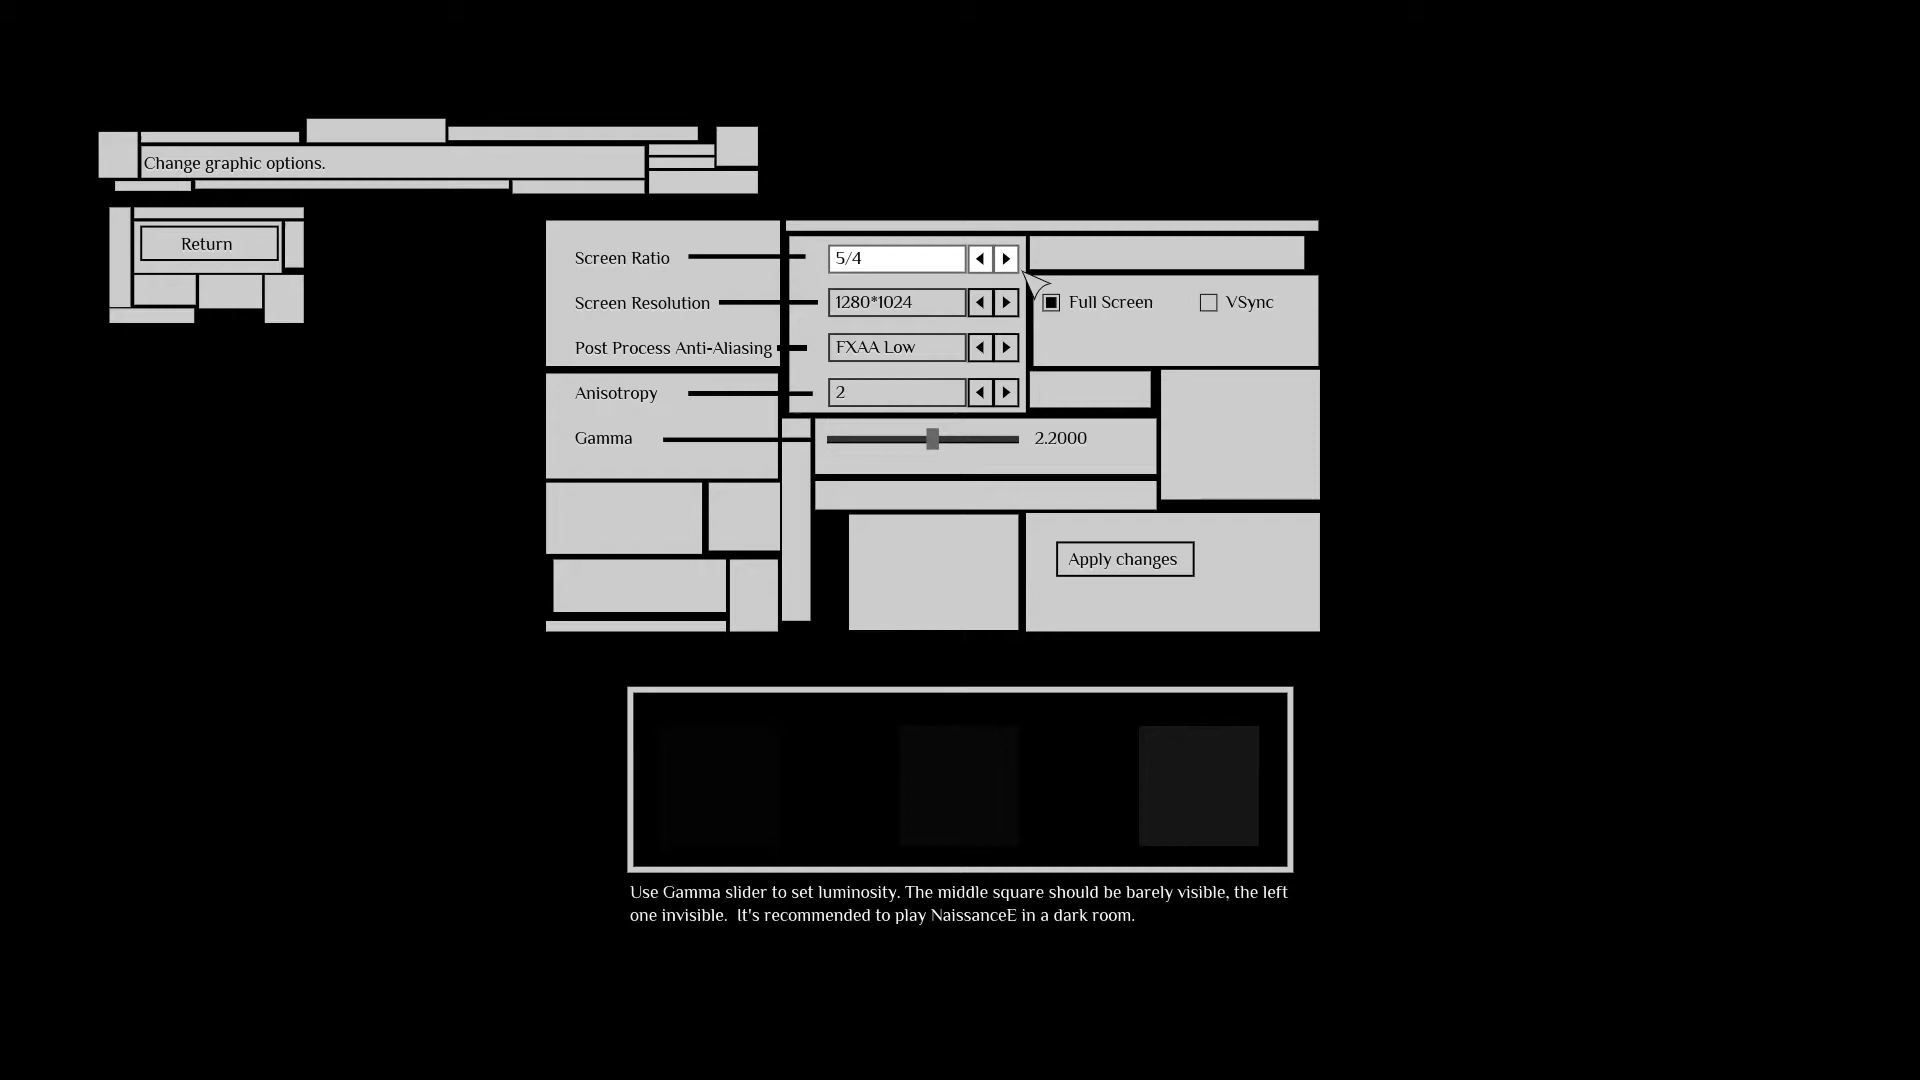 Change graphic options.
Return
Screen Ratio 5/4
Screen Resolution 1280*1024 Full Screen VSync
Post Process Anti-Aliasing FXAA Low
Anisotropy 2
Gamma 2.2000
Apply changes
Use Gamma slider to set luminosity. The middle square should be barely visible, the left
one invisible.  It's recommended to play NaissanceE in a dark room.